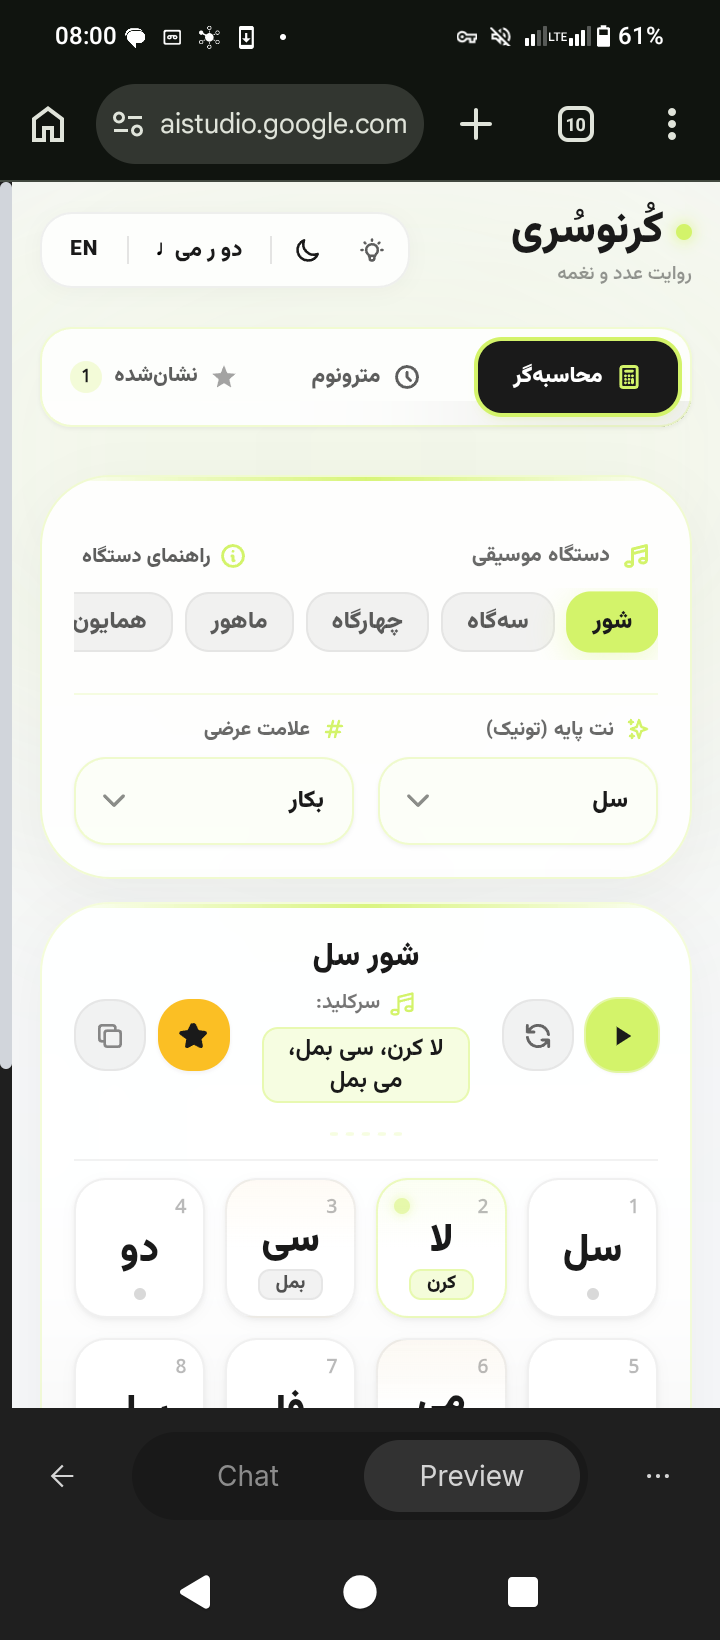 08:00
LTE 61%
aistudio.google.com
10
کُرنوسُری
روایت عدد و نغمه
دو ر می ♩
EN
محاسبه‌گر
مترونوم
نشان‌شده 1
دستگاه موسیقی
راهنمای دستگاه
شور
سه‌گاه
چهارگاه
ماهور
همایون
نت پایه (تونیک)
# علامت عرضی
سل
بکار
شور سل
سرکلید:
لا کرن، سی بمل،
می بمل
1
سل
2
لا
کرن
3
سی
بمل
4
دو
5
6
می
7
فا
8
Chat
Preview